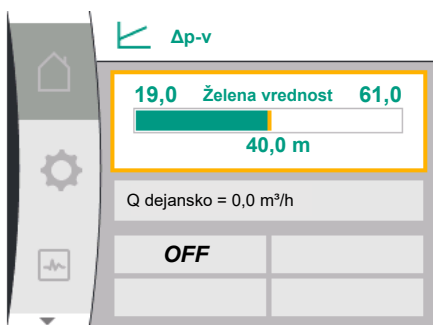 Δp-v
19,0 Želena vrednost 61,0
40,0 m
Q dejansko = 0,0 m³/h
OFF